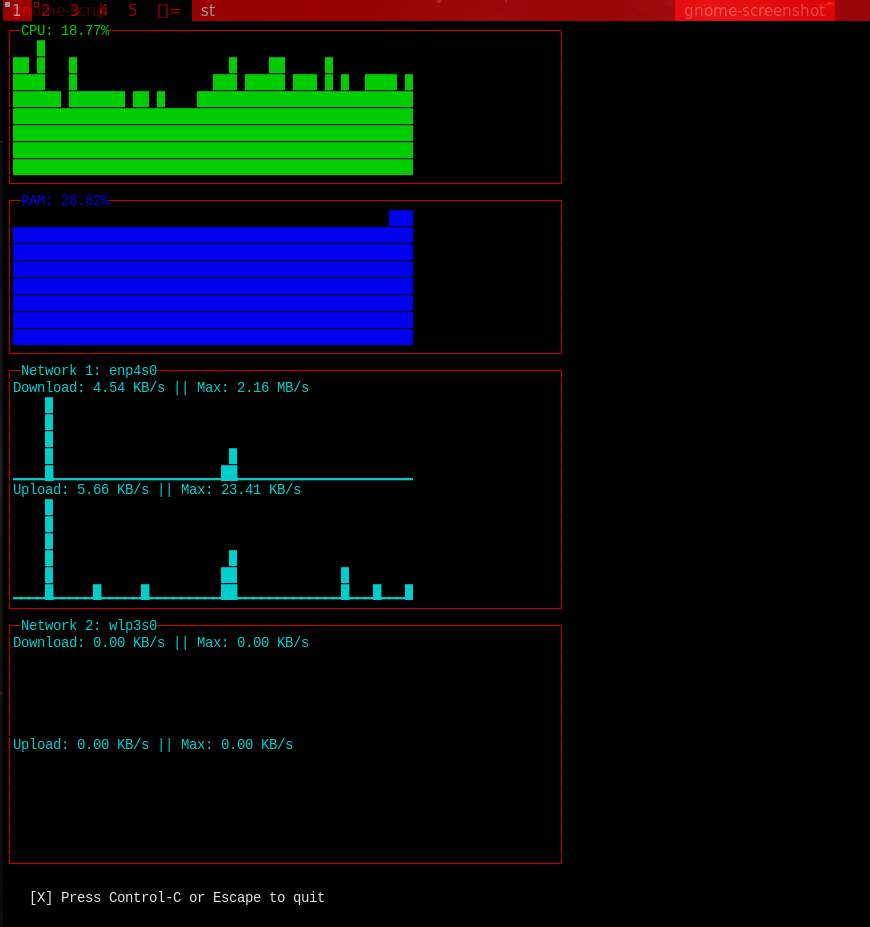 1 2 3 4 5 []= st gnome-screenshot
CPU: 18.77%
RAM: 28.62%
Network 1: enp4s0
Download: 4.54 KB/s || Max: 2.16 MB/s
Upload: 5.66 KB/s || Max: 23.41 KB/s
Network 2: wlp3s0
Download: 0.00 KB/s || Max: 0.00 KB/s
Upload: 0.00 KB/s || Max: 0.00 KB/s
[X] Press Control-C or Escape to quit